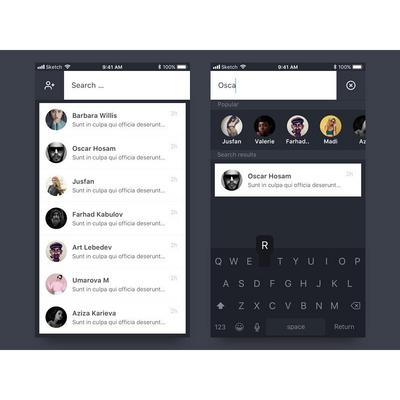 Sketch 9:41 AM 100%
Search ...
Barbara Willis 2h
Sunt in culpa qui officia deserunt...
Oscar Hosam 2h
Sunt in culpa qui officia deserunt...
Jusfan 2h
Sunt in culpa qui officia deserunt...
Farhad Kabulov 2h
Sunt in culpa qui officia deserunt...
Art Lebedev 2h
Sunt in culpa qui officia deserunt...
Umarova M 2h
Sunt in culpa qui officia deserunt...
Aziza Karieva 2h
Sunt in culpa qui officia deserunt...
Sketch 9:41 AM 100%
Osca
Popular
Jusfan Valerie Farhad.. Madi Az
Search results
Oscar Hosam 2h
Sunt in culpa qui officia deserunt...
R
Q W E T Y U I O P
A S D F G H J K L
Z X C V B N M
123 space Return